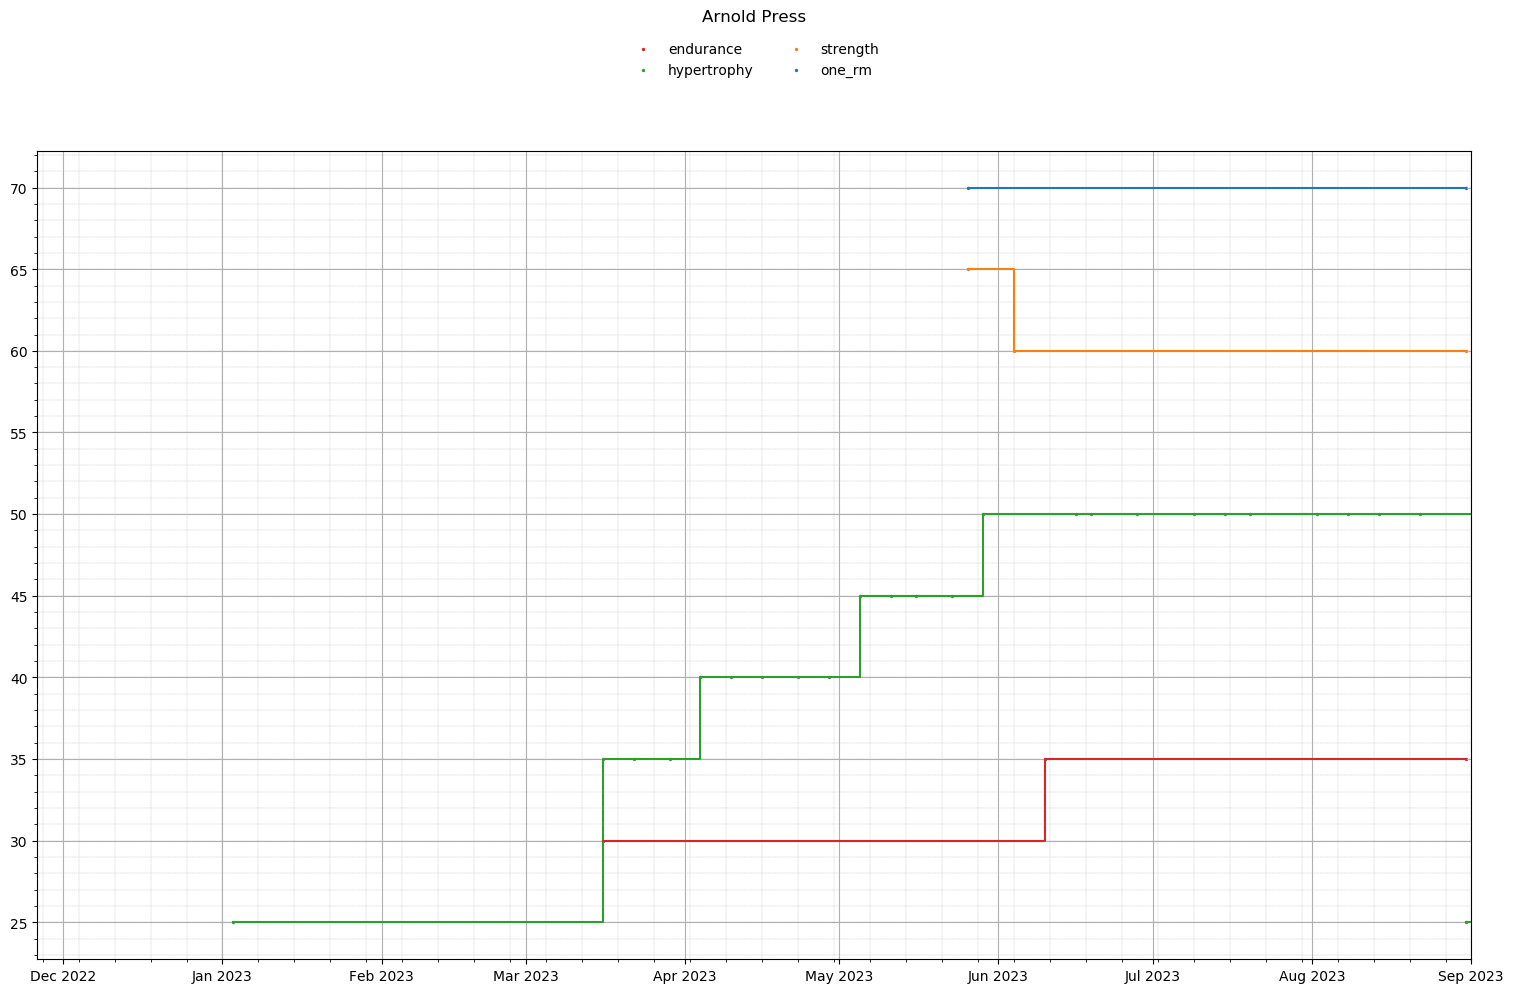 Arnold Press
endurance
hypertrophy
strength
one_rm
70
65
60
55
50
45
40
35
30
25
Dec 2022
Jan 2023
Feb 2023
Mar 2023
Apr 2023
May 2023
Jun 2023
Jul 2023
Aug 2023
Sep 2023